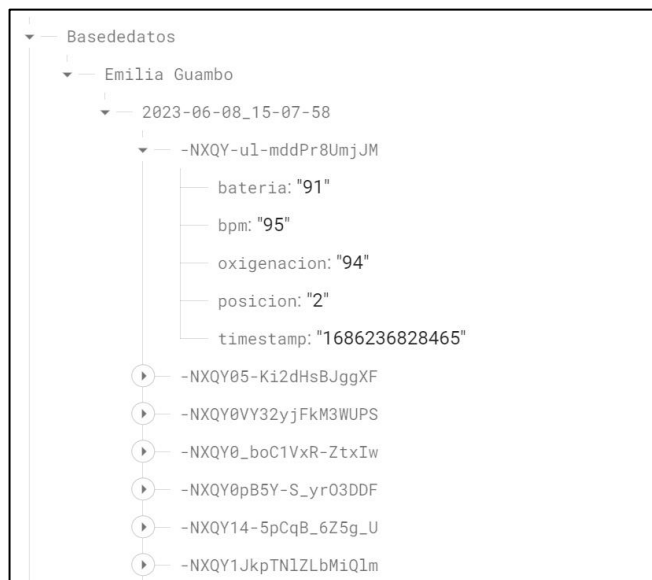 Basededatos
Emilia Guambo
2023-06-08_15-07-58
-NXQY-ul-mddPr8UmjJM
bateria: "91"
bpm: "95"
oxigenacion: "94"
posicion: "2"
timestamp: "1686236828465"
-NXQY05-Ki2dHsBJggXF
-NXQY0VY32yjFkM3WUPS
-NXQY0_boC1VxR-ZtxIw
-NXQY0pB5Y-S_yrO3DDF
-NXQY14-5pCqB_6Z5g_U
-NXQY1JkpTNlZLbMiQlm